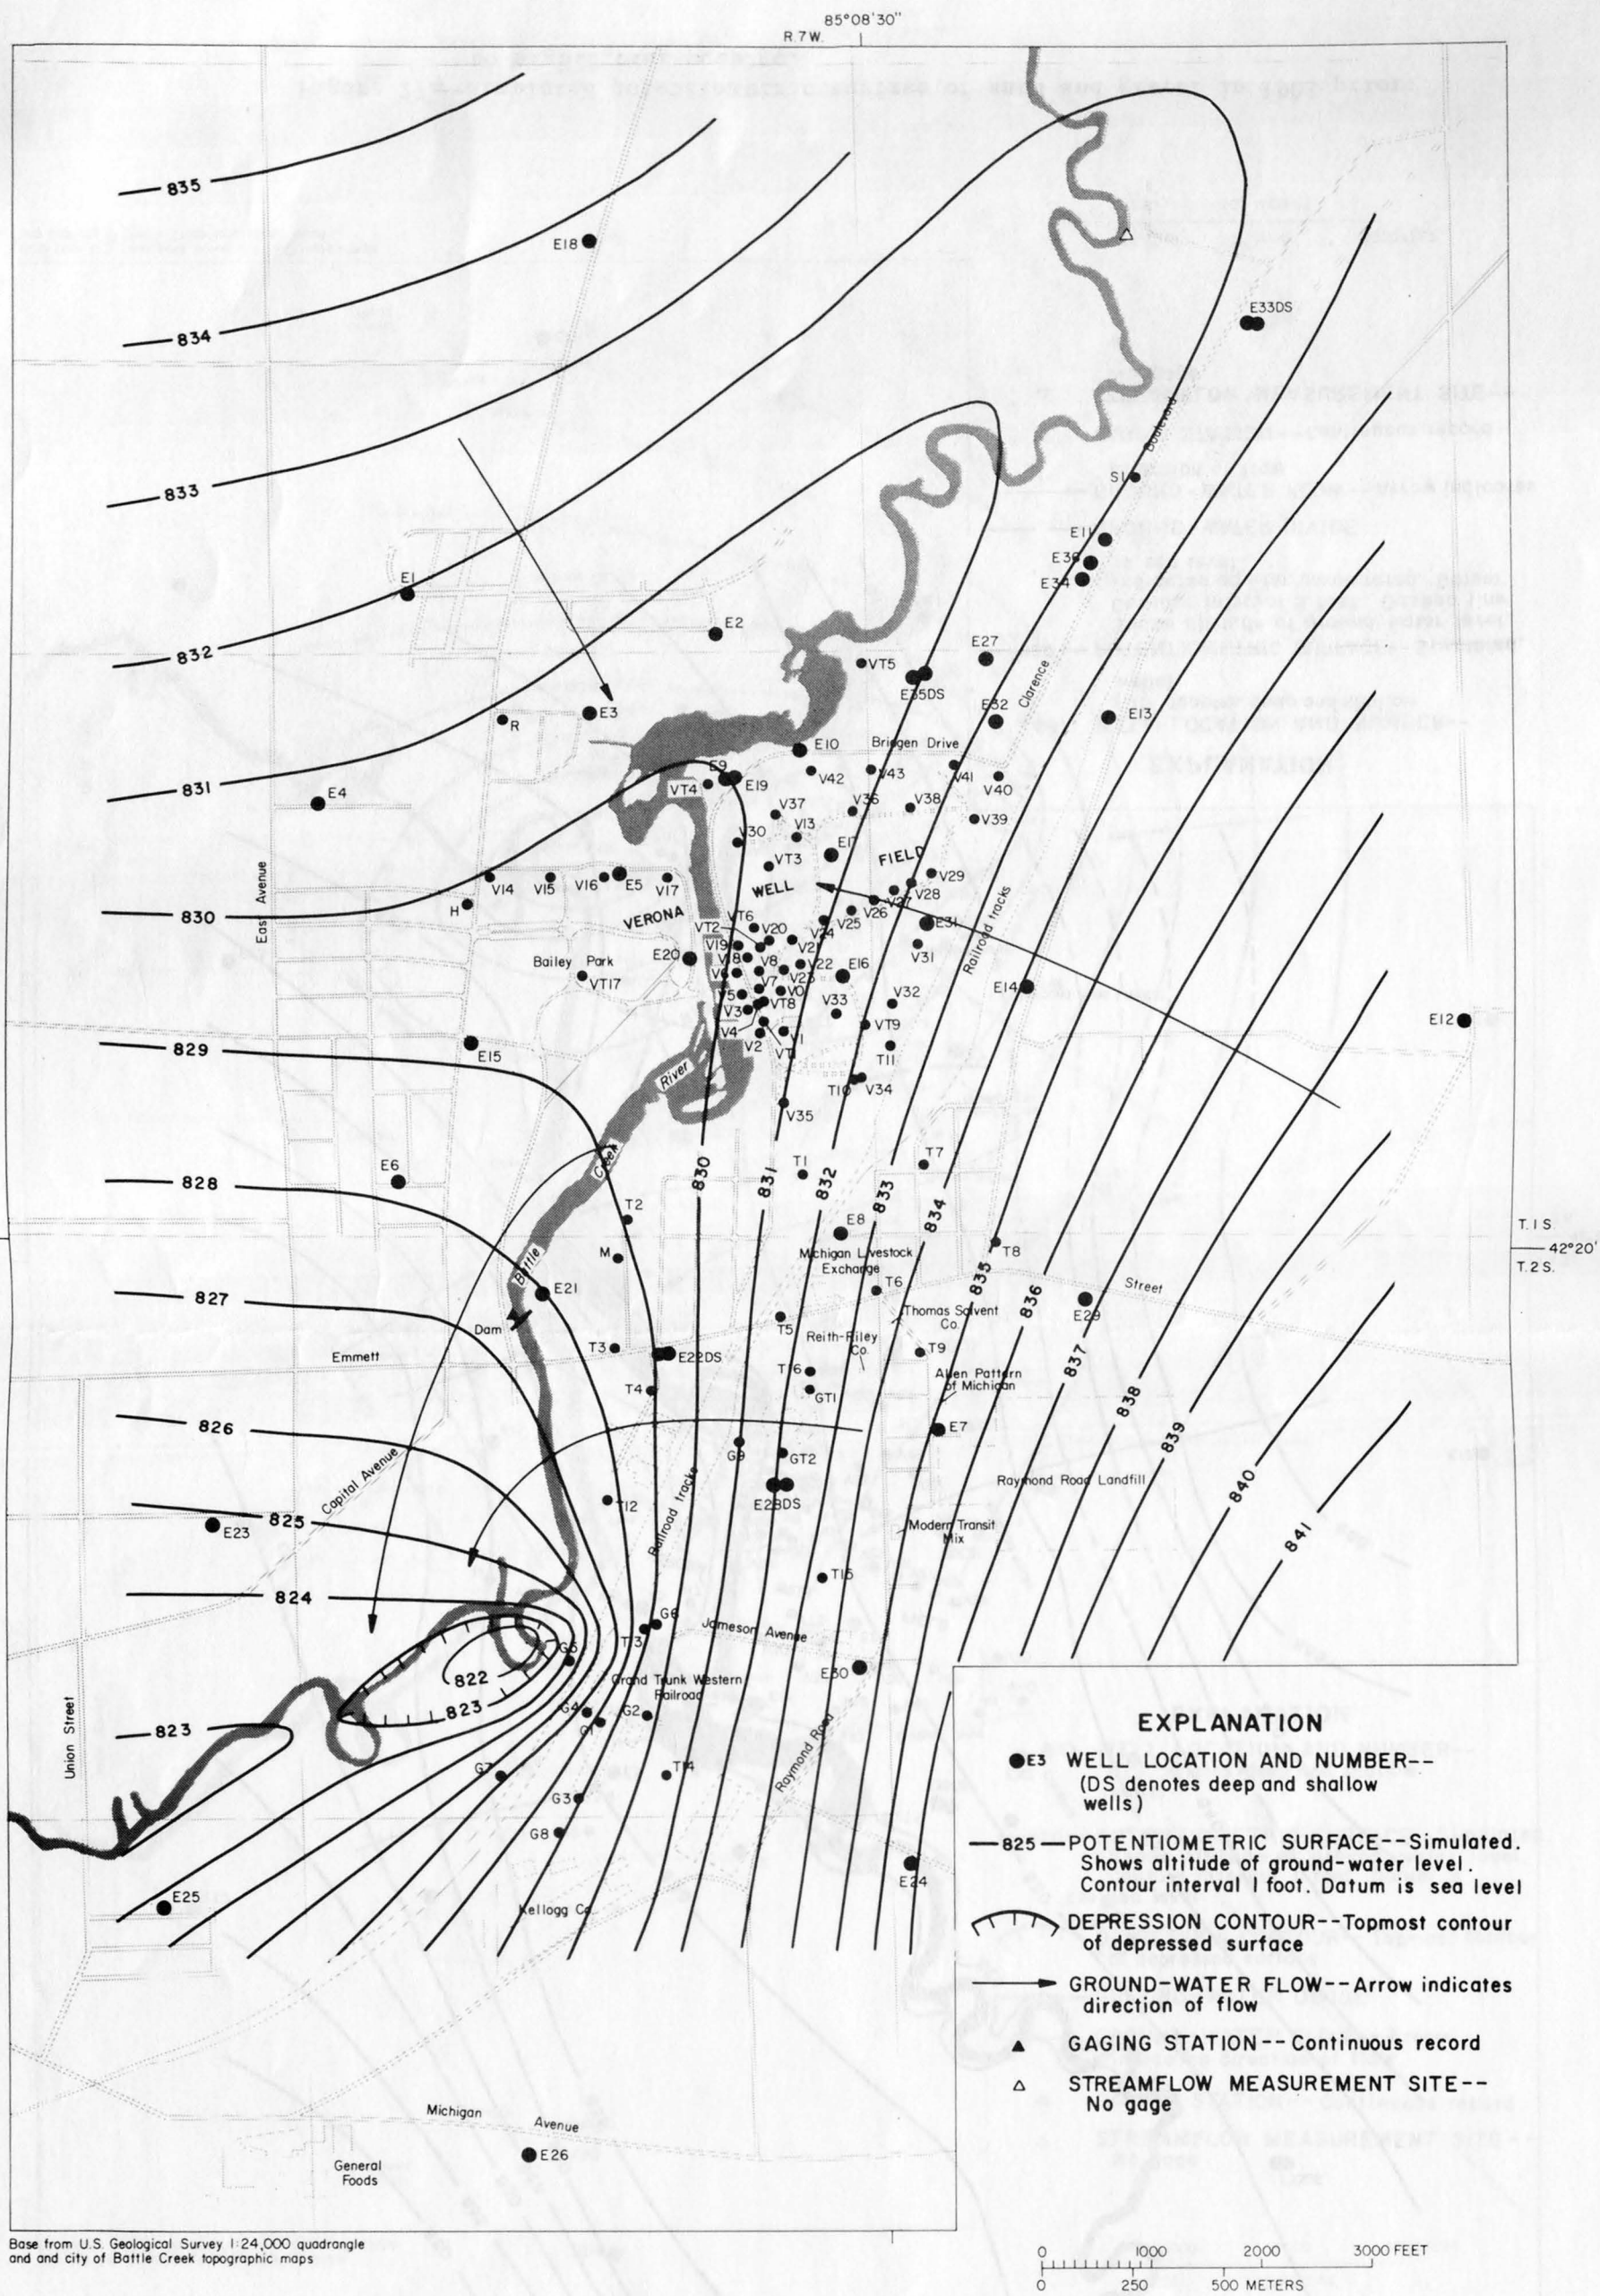 85°08'30"
R.7W.
835
E18
834
E33DS
833
Boulevard
S1
E11
E36
E34
E1
E2
832
E27
VT5
E35DS
Clarence
E32
E13
R
E3
E10
Bridgen Drive
831
E4
E9
E19
VT4
V42
V43
V41
V40
V37
V36
V38
V39
V30
V13
E17
VT3
FIELD
WELL
V29
V28
V27
V26
V25
V24
V14
V15
V16
E5
V17
H
830
East Avenue
VERONA
VT6
VT2
V20
V21
V19
V18
V8
V22
V23
V6
V7
V5
V0
VT8
V3
V4
V2
V1
VT1
E20
Bailey Park
VT17
E31
V31
E16
E14
Railroad tracks
V32
V33
VT9
T11
E12
829
E15
River
T10
V34
V35
828
E6
Creek
830
831
832
833
834
T1
T7
T2
E8
Michigan Livestock
Exchange
T8
M
T.1 S.
42°20'
T.2 S.
827
Battle
E21
Dam
T6
835
836
Street
E29
Thomas Solvent
Co.
T5
Reith-Riley
Co.
T9
Emmett
T3
E22DS
T4
T16
GT1
Allen Pattern
of Michigan
837
838
839
840
841
826
E7
G9
GT2
Capital Avenue
Raymond Road Landfill
E28DS
825
E23
T12
Railroad tracks
Modern Transit
Mix
T15
824
G6
T13
Jameson Avenue
G5
822
823
E30
Grand Trunk Western
Railroad
G4
G1
G2
Union Street
823
Raymond Road
G7
T14
G3
G8
E24
E25
Kellogg Co.
Michigan Avenue
E26
General
Foods
EXPLANATION
E3 WELL LOCATION AND NUMBER--
(DS denotes deep and shallow
wells)
825 POTENTIOMETRIC SURFACE--Simulated.
Shows altitude of ground-water level.
Contour interval 1 foot. Datum is sea level
DEPRESSION CONTOUR--Topmost contour
of depressed surface
GROUND-WATER FLOW--Arrow indicates
direction of flow
GAGING STATION--Continuous record
STREAMFLOW MEASUREMENT SITE--
No gage
Base from U.S. Geological Survey 1:24,000 quadrangle
and and city of Battle Creek topographic maps
0 1000 2000 3000 FEET
0 250 500 METERS